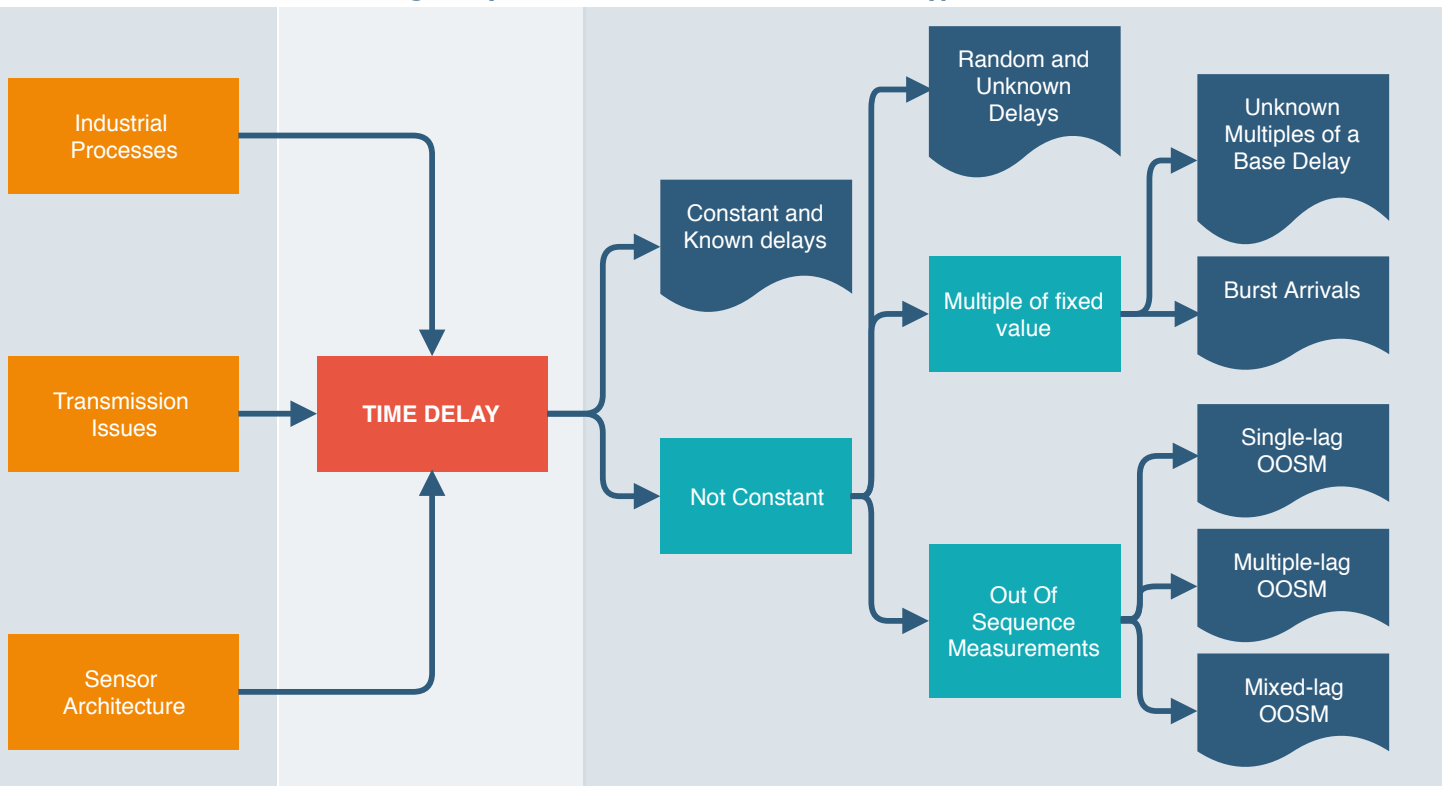 Industrial
Processes
Transmission
Issues
Sensor
Architecture
TIME DELAY
Constant and
Known delays
Not Constant
Random and
Unknown
Delays
Multiple of fixed
value
Out Of
Sequence
Measurements
Unknown
Multiples of a
Base Delay
Burst Arrivals
Single-lag
OOSM
Multiple-lag
OOSM
Mixed-lag
OOSM